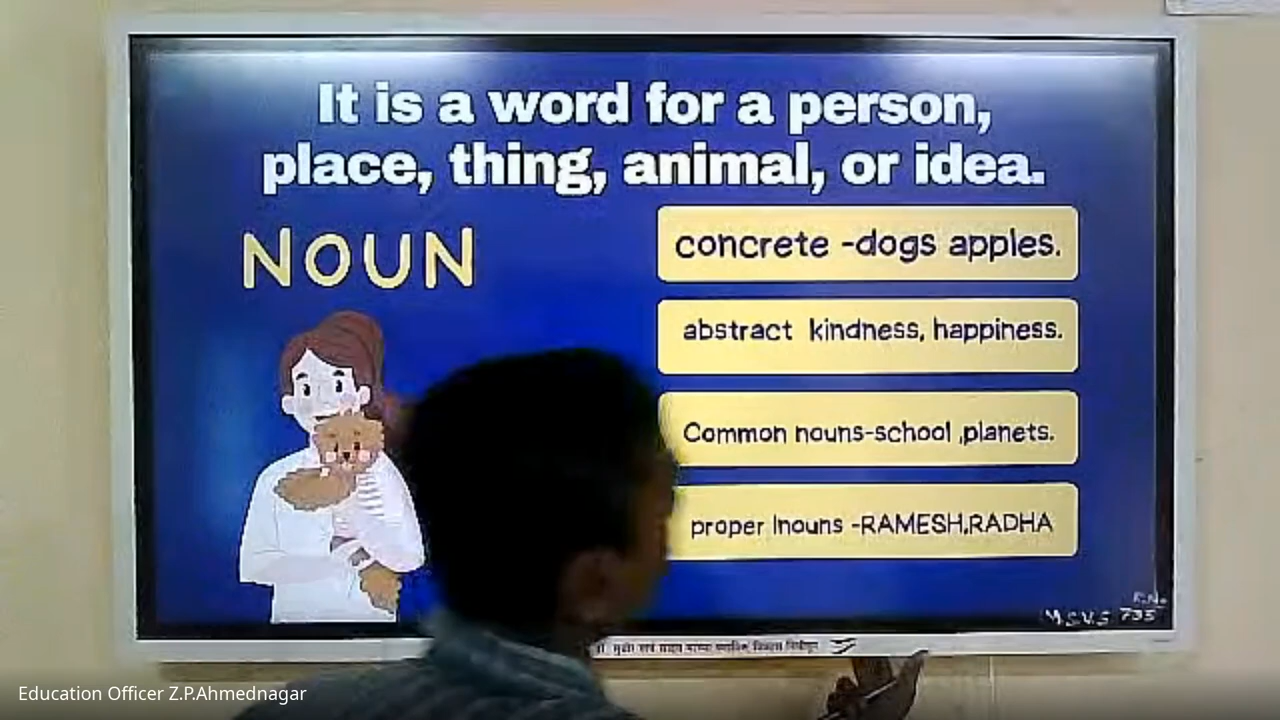 It is a word for a person,
place, thing, animal, or idea.
NOUN
concrete -dogs apples.
abstract kindness, happiness.
Common nouns-school ,planets.
proper lnouns -RAMESH,RADHA
R.No
M S V S 735
Education Officer Z.P.Ahmednagar